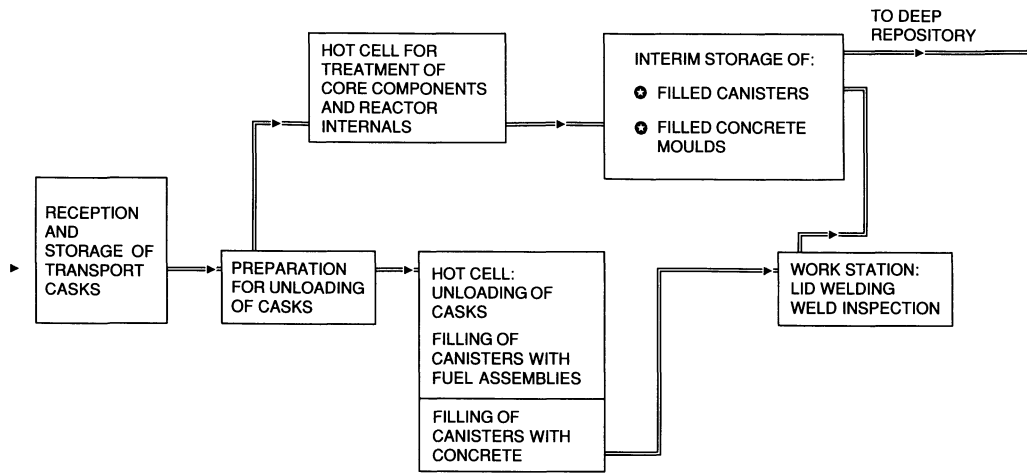 TO DEEP
REPOSITORY
HOT CELL FOR
TREATMENT OF
CORE COMPONENTS
AND REACTOR
INTERNALS
INTERIM STORAGE OF:
FILLED CANISTERS
FILLED CONCRETE
MOULDS
RECEPTION
AND
STORAGE OF
TRANSPORT
CASKS
PREPARATION
FOR UNLOADING
OF CASKS
HOT CELL:
UNLOADING OF
CASKS
FILLING OF
CANISTERS WITH
FUEL ASSEMBLIES
FILLING OF
CANISTERS WITH
CONCRETE
WORK STATION:
LID WELDING
WELD INSPECTION